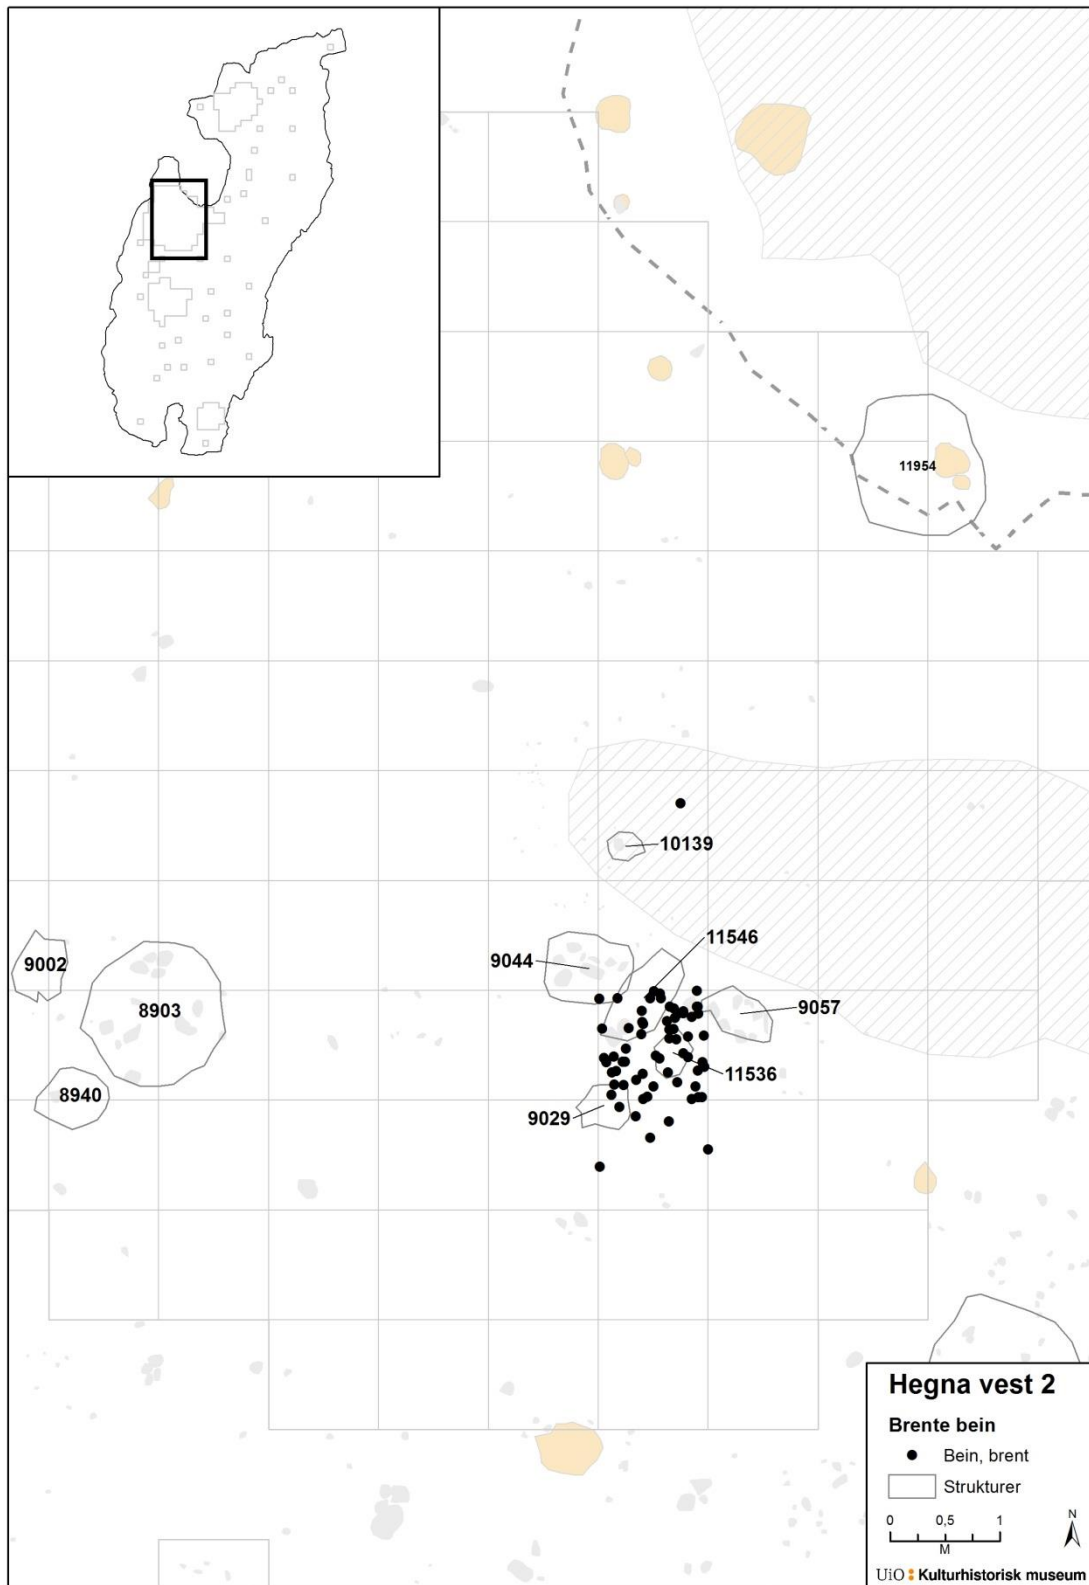 11954
10139
11546
9044
9002
9057
8903
11536
8940
9029
Hegna vest 2
Brente bein
Bein, brent
Strukturer
0 0,5 1
M
N
UiO Kulturhistorisk museum